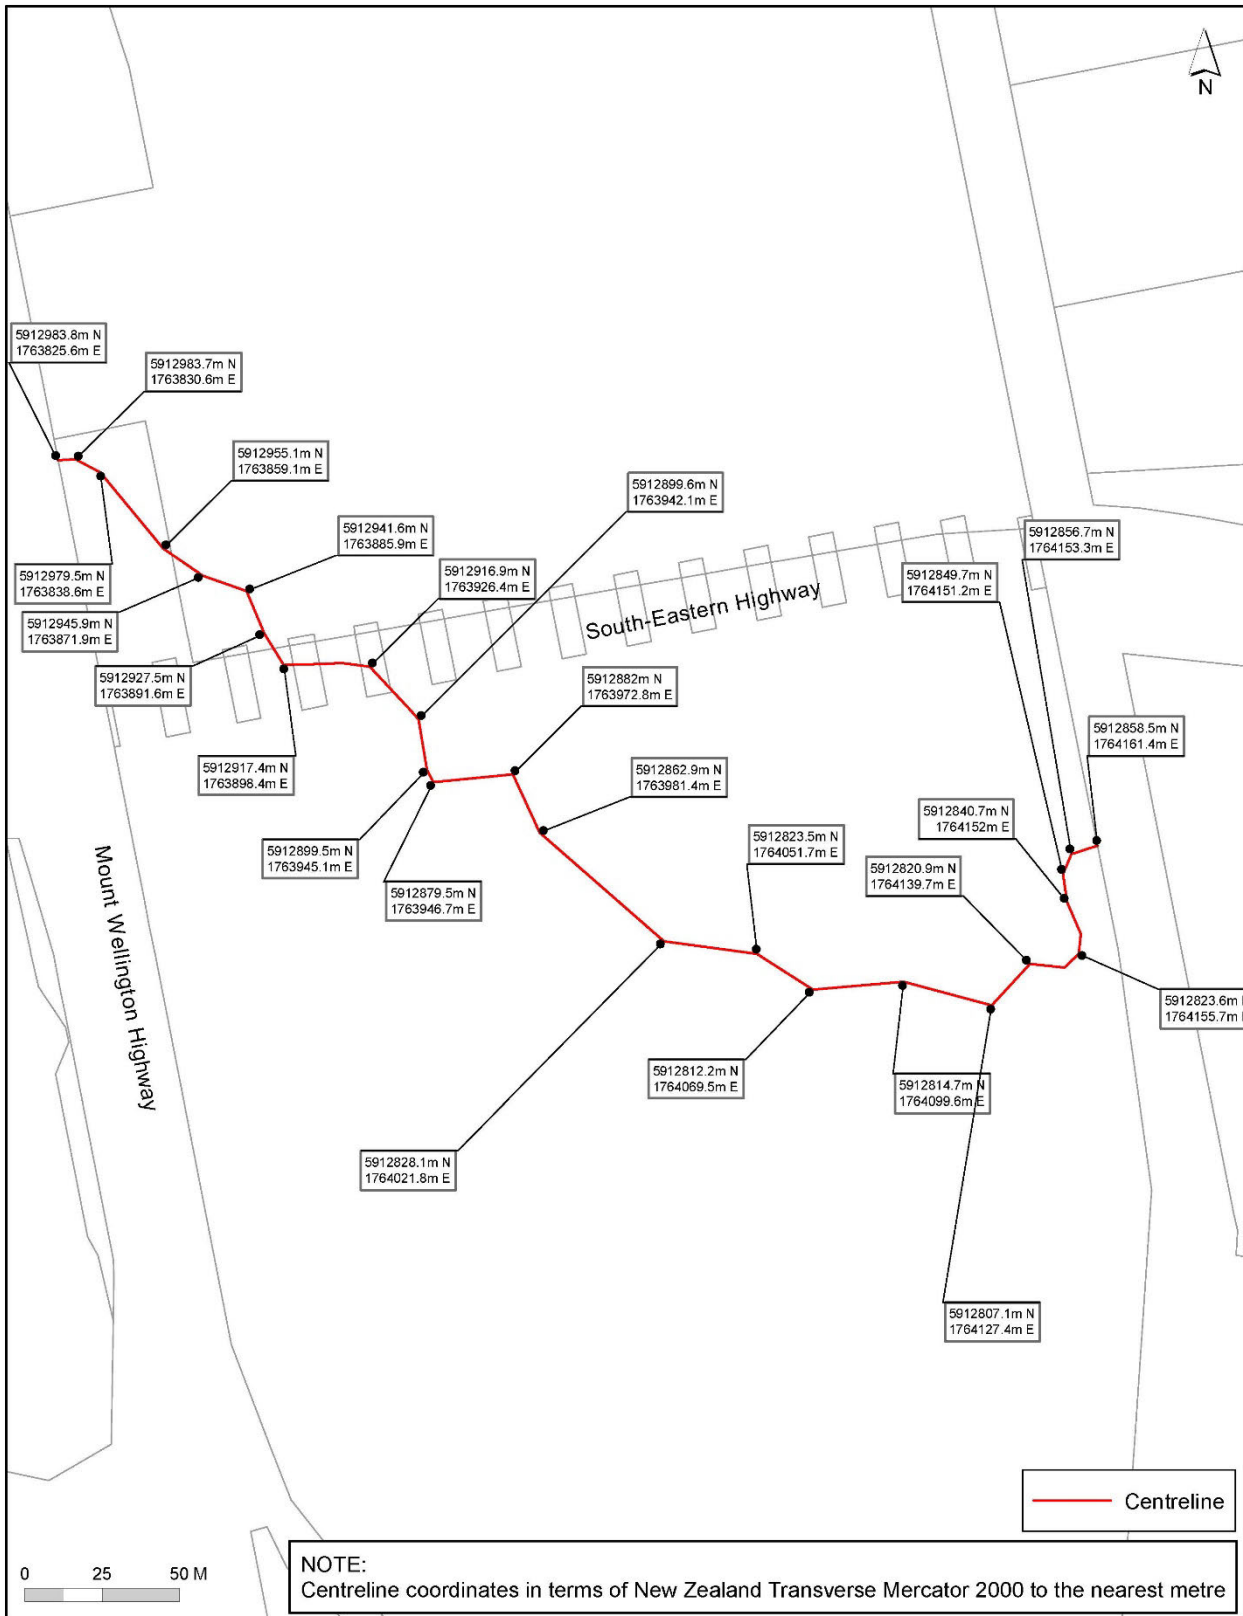 N
5912983.8m N
1763825.6m E
5912983.7m N
1763830.6m E
5912955.1m N
1763859.1m E
5912899.6m N
1763942.1m E
5912941.6m N
1763885.9m E
5912856.7m N
1764153.3m E
5912916.9m N
1763926.4m E
5912849.7m N
1764151.2m E
5912979.5m N
1763838.6m E
South-Eastern Highway
5912945.9m N
1763871.9m E
5912927.5m N
1763891.6m E
5912882m N
1763972.8m E
5912858.5m N
1764161.4m E
5912917.4m N
1763898.4m E
5912862.9m N
1763981.4m E
5912840.7m N
1764152m E
5912899.5m N
1763945.1m E
5912823.5m N
1764051.7m E
5912820.9m N
1764139.7m E
5912879.5m N
1763946.7m E
Mount Wellington Highway
5912823.6m
1764155.7m
5912812.2m N
1764069.5m E
5912814.7m N
1764099.6m E
5912828.1m N
1764021.8m E
5912807.1m N
1764127.4m E
Centreline
0 25 50 M
NOTE:
Centreline coordinates in terms of New Zealand Transverse Mercator 2000 to the nearest metre